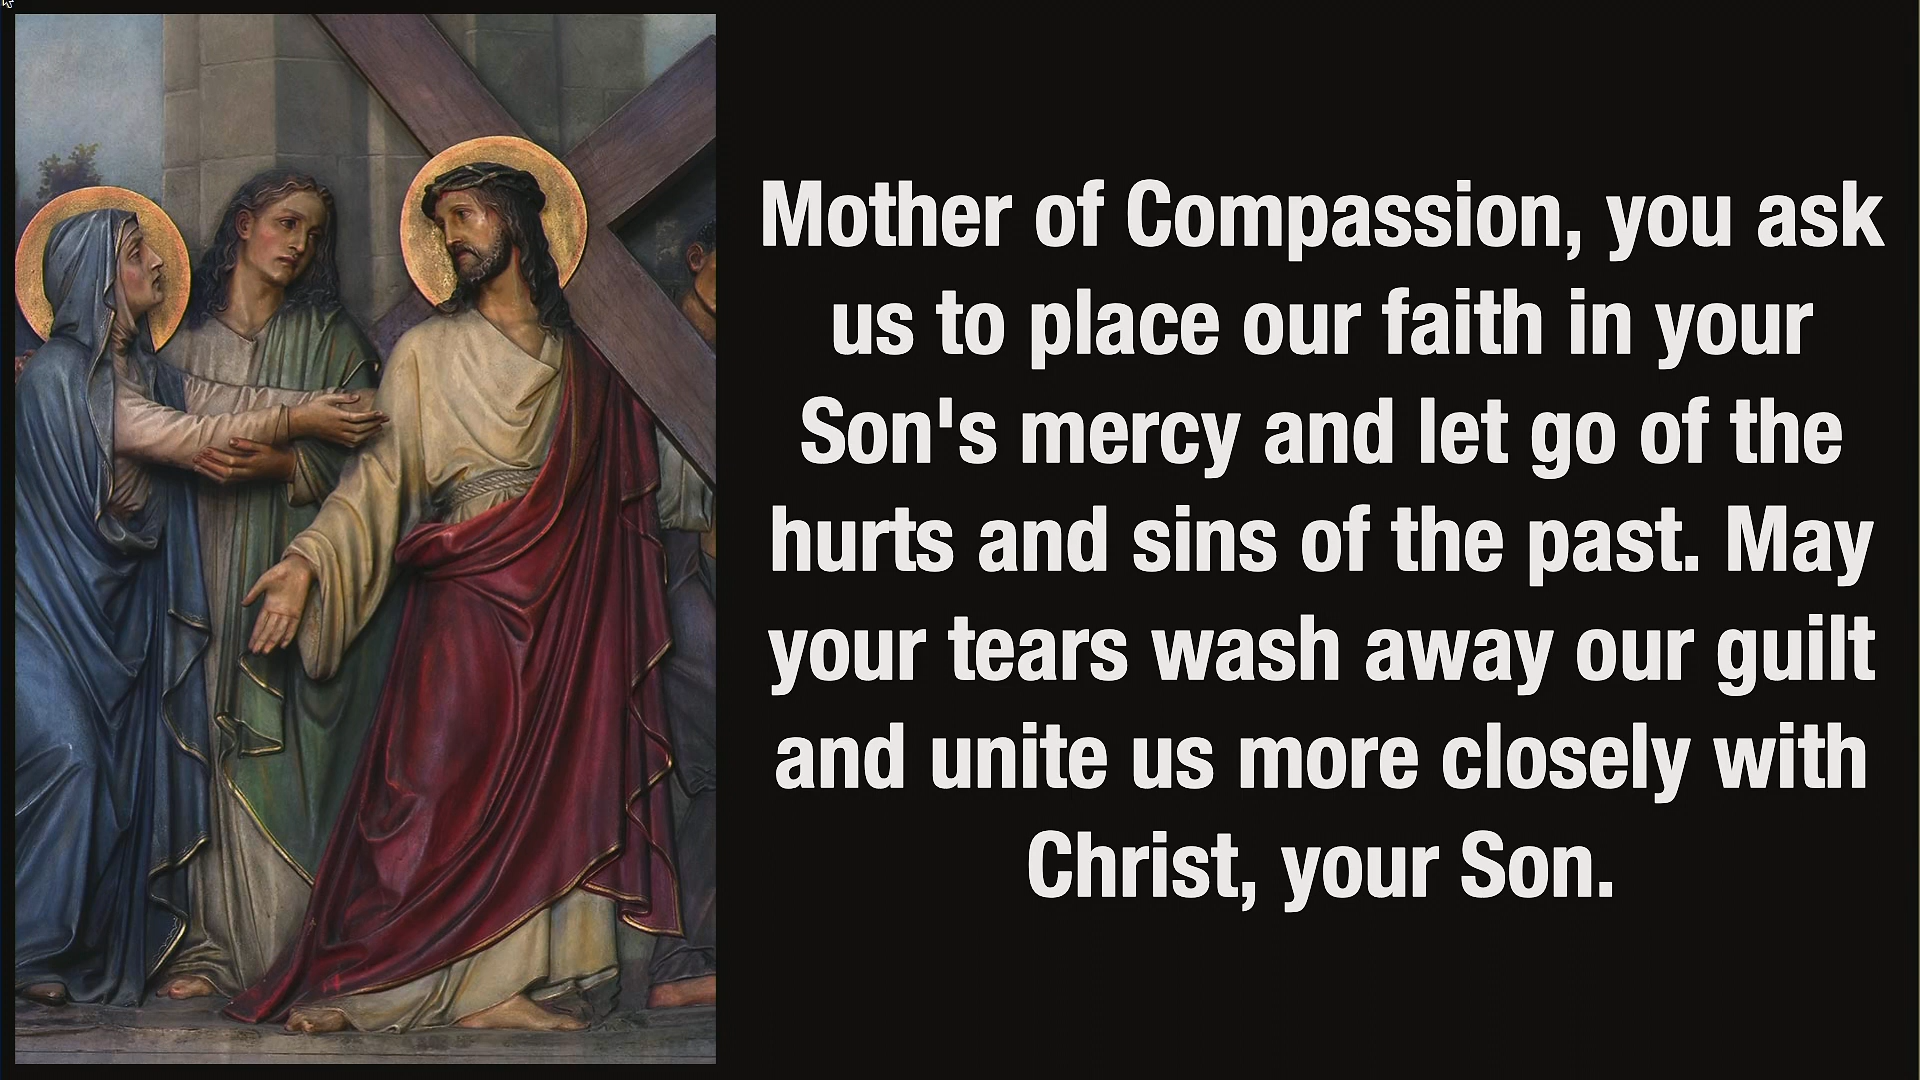 Mother of Compassion, you ask
us to place our faith in your
Son's mercy and let go of the
hurts and sins of the past. May
your tears wash away our guilt
and unite us more closely with
Christ, your Son.